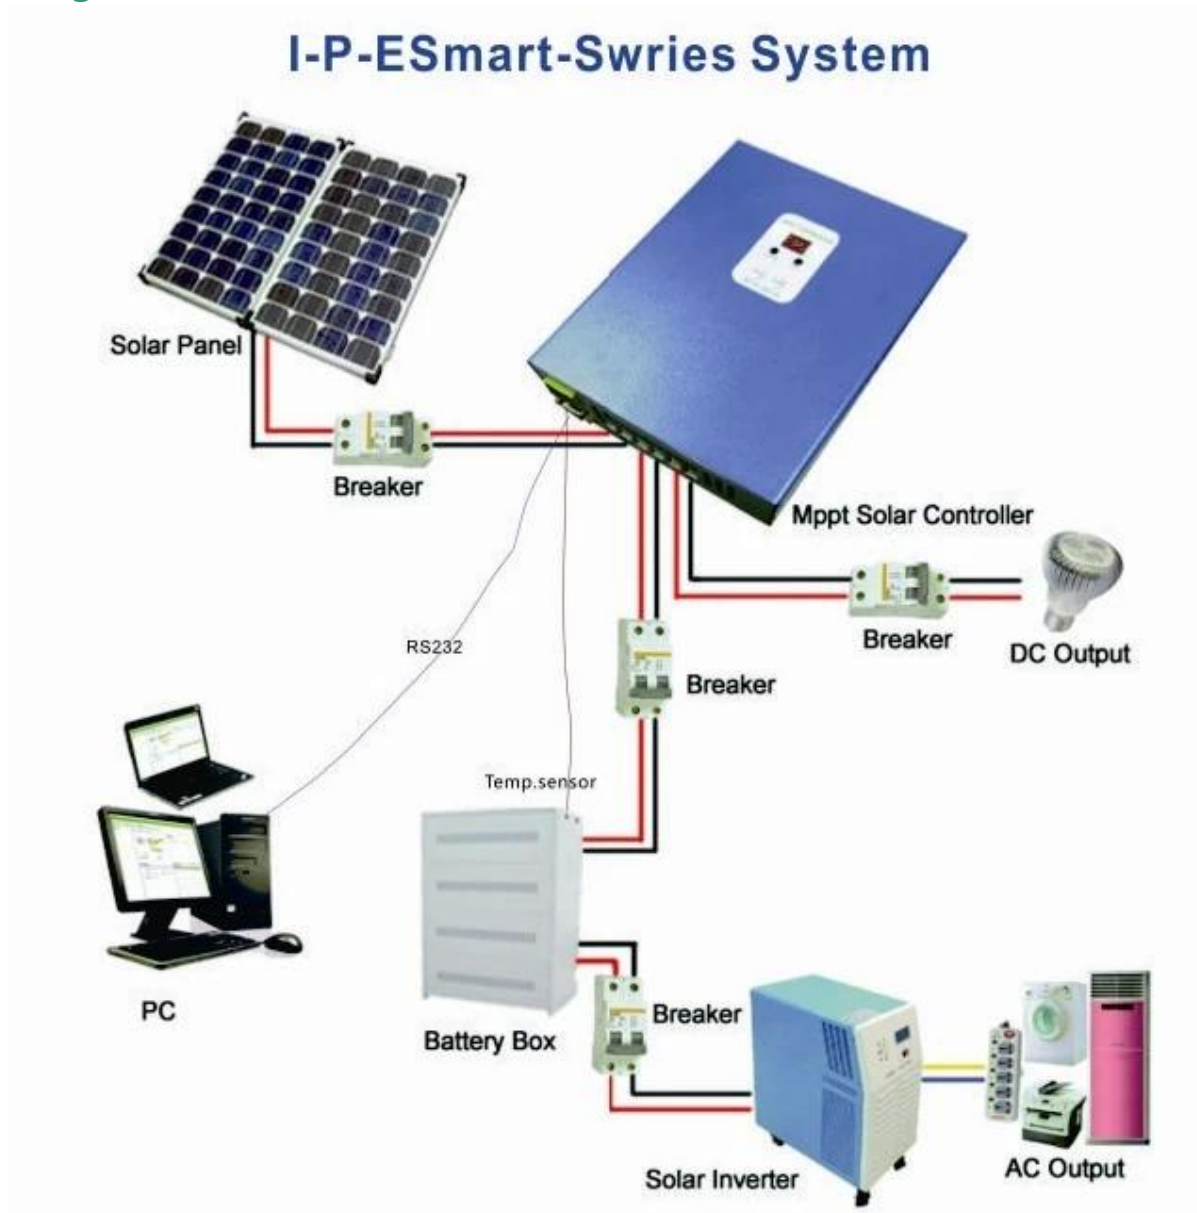 I-P-ESmart-Swries System
Solar Panel
Breaker
Mppt Solar Controller
Breaker
DC Output
RS232
Breaker
Temp.sensor
PC
Battery Box
Breaker
Solar Inverter
AC Output